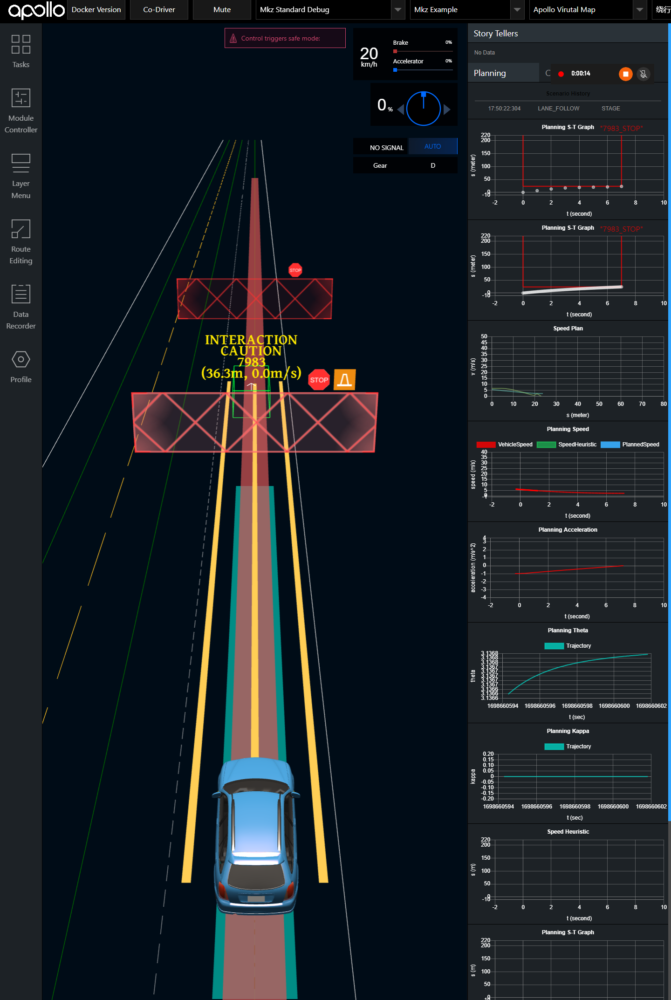 apollo
Docker Version
Co-Driver
Mute
Mkz Standard Debug
Mkz Example
Apollo Virutal Map
绕行
Tasks
Module
Controller
Layer
Menu
Route
Editing
Data
Recorder
Profile
Control triggers safe mode:
20
km/h
Brake 0%
Accelerator 0%
0 %
NO SIGNAL AUTO
Gear D
STOP
INTERACTION
CAUTION
7983
(36.3m, 0.0m/s)
STOP
Story Tellers
No Data
Planning
0:00:14
Scenario History
17:50:22:304 LANE_FOLLOW STAGE
Planning S-T Graph "7983_STOP"
220
200
150
100
50
0
-10
s (meter)
-2 0 2 4 6 8 10
t (second)
Planning S-T Graph "7983_STOP"
220
200
150
100
50
0
-10
s (meter)
-2 0 2 4 6 8 10
t (second)
Speed Plan
50
45
40
35
30
25
20
15
10
5
0
v (m/s)
0 10 20 30 40 50 60 70 80
s (meter)
Planning Speed
VehicleSpeed SpeedHeuristic PlannedSpeed
40
35
30
25
20
15
10
5
0
-1
speed (m/s)
-2 0 2 4 6 8 10
t (second)
Planning Acceleration
4
3
2
1
0
-1
-2
-3
-4
acceleration (m/s^2)
-2 0 2 4 6 8 10
t (second)
Planning Theta
Trajectory
3.1368
3.1368
3.1368
3.1367
3.1367
3.1367
3.1367
3.1367
3.1366
3.1366
3.1366
theta
1698660594 1698660596 1698660598 1698660600 1698660602
t (sec)
Planning Kappa
Trajectory
0.20
0.15
0.10
0.05
0
-0.05
-0.10
-0.15
-0.20
kappa
1698660594 1698660596 1698660598 1698660600 1698660602
t (sec)
Speed Heuristic
220
200
150
100
50
0
-10
s (m)
-2 0 2 4 6 8 10
t (second)
Planning S-T Graph
220
200
150
100
50
0
s (m)